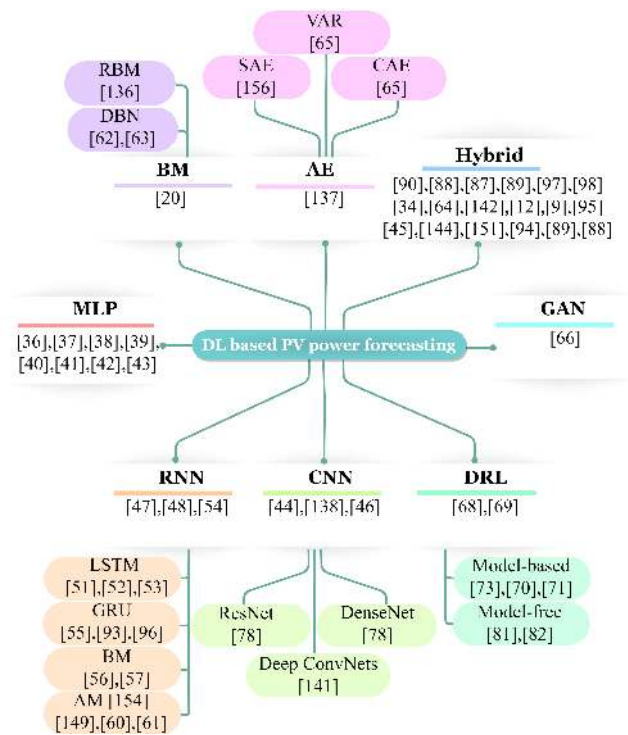 VAR
[65]
SAE
[156]
CAE
[65]
RBM
[136]
DBN
[62],[63]
BM
[20]
AE
[137]
Hybrid
[90],[88],[87],[89],[97],[98]
[34],[64],[142],[12],[9],[95]
[45],[144],[151],[94],[89],[88]
MLP
[36],[37],[38],[39],
[40],[41],[42],[43]
DL based PV power forecasting
GAN
[66]
RNN
[47],[48],[54]
CNN
[44],[138],[46]
DRL
[68],[69]
LSTM
[51],[52],[53]
GRU
[55],[93],[96]
BM
[56],[57]
AM [154]
[149],[60],[61]
ResNet
[78]
DenseNet
[78]
Deep ConvNets
[141]
Model-based
[73],[70],[71]
Model-free
[81],[82]